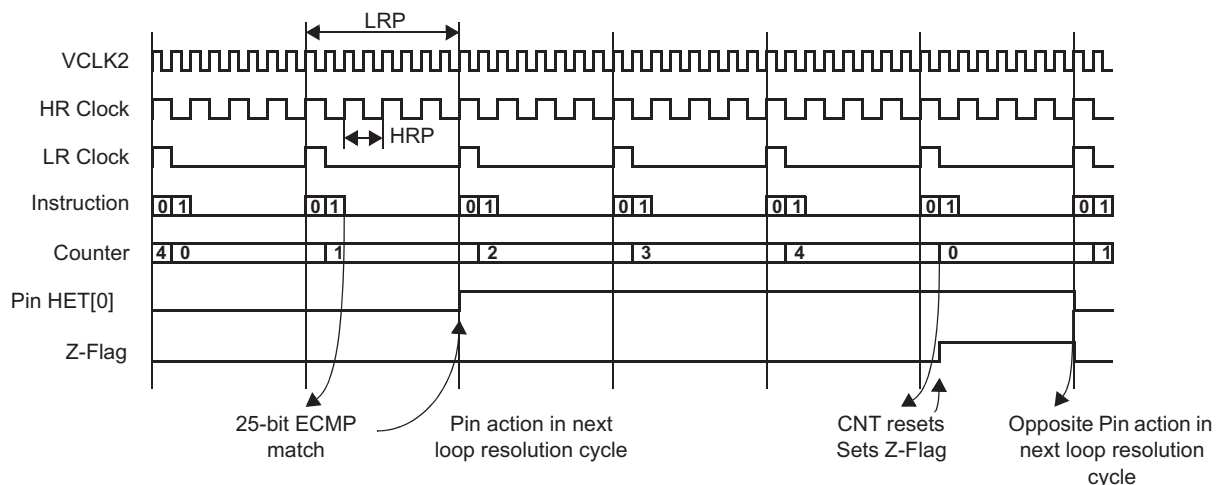 LRP
VCLK2
HR Clock
HRP
LR Clock
Instruction 0 1 0 1 0 1 0 1 0 1 0 1 0 1
Counter 4 0 1 2 3 4 0 1
Pin HET[0]
Z-Flag
25-bit ECMP
match
Pin action in next
loop resolution cycle
CNT resets
Sets Z-Flag
Opposite Pin action in
next loop resolution
cycle